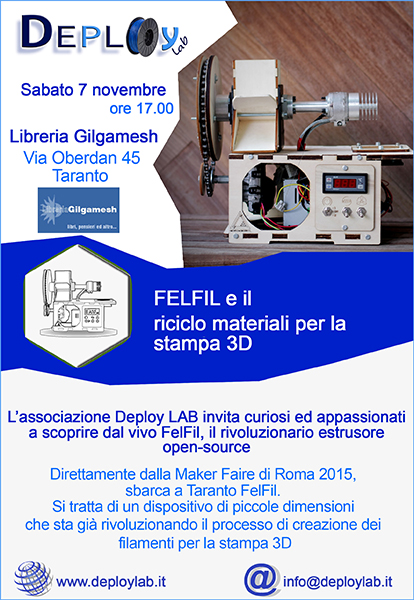 DEPLOY
Lab
Sabato 7 novembre
ore 17.00
Libreria Gilgamesh
Via Oberdan 45
Taranto
Gilgamesh
libri, pensieri ed altro...
FELFIL e il
riciclo materiali per la
stampa 3D
L'associazione Deploy LAB invita curiosi ed appassionati
a scoprire dal vivo FelFil, il rivoluzionario estrusore
open-source
Direttamente dalla Maker Faire di Roma 2015,
sbarca a Taranto FelFil.
Si tratta di un dispositivo di piccole dimensioni
che sta già rivoluzionando il processo di creazione dei
filamenti per la stampa 3D
www.deploylab.it
info@deploylab.it